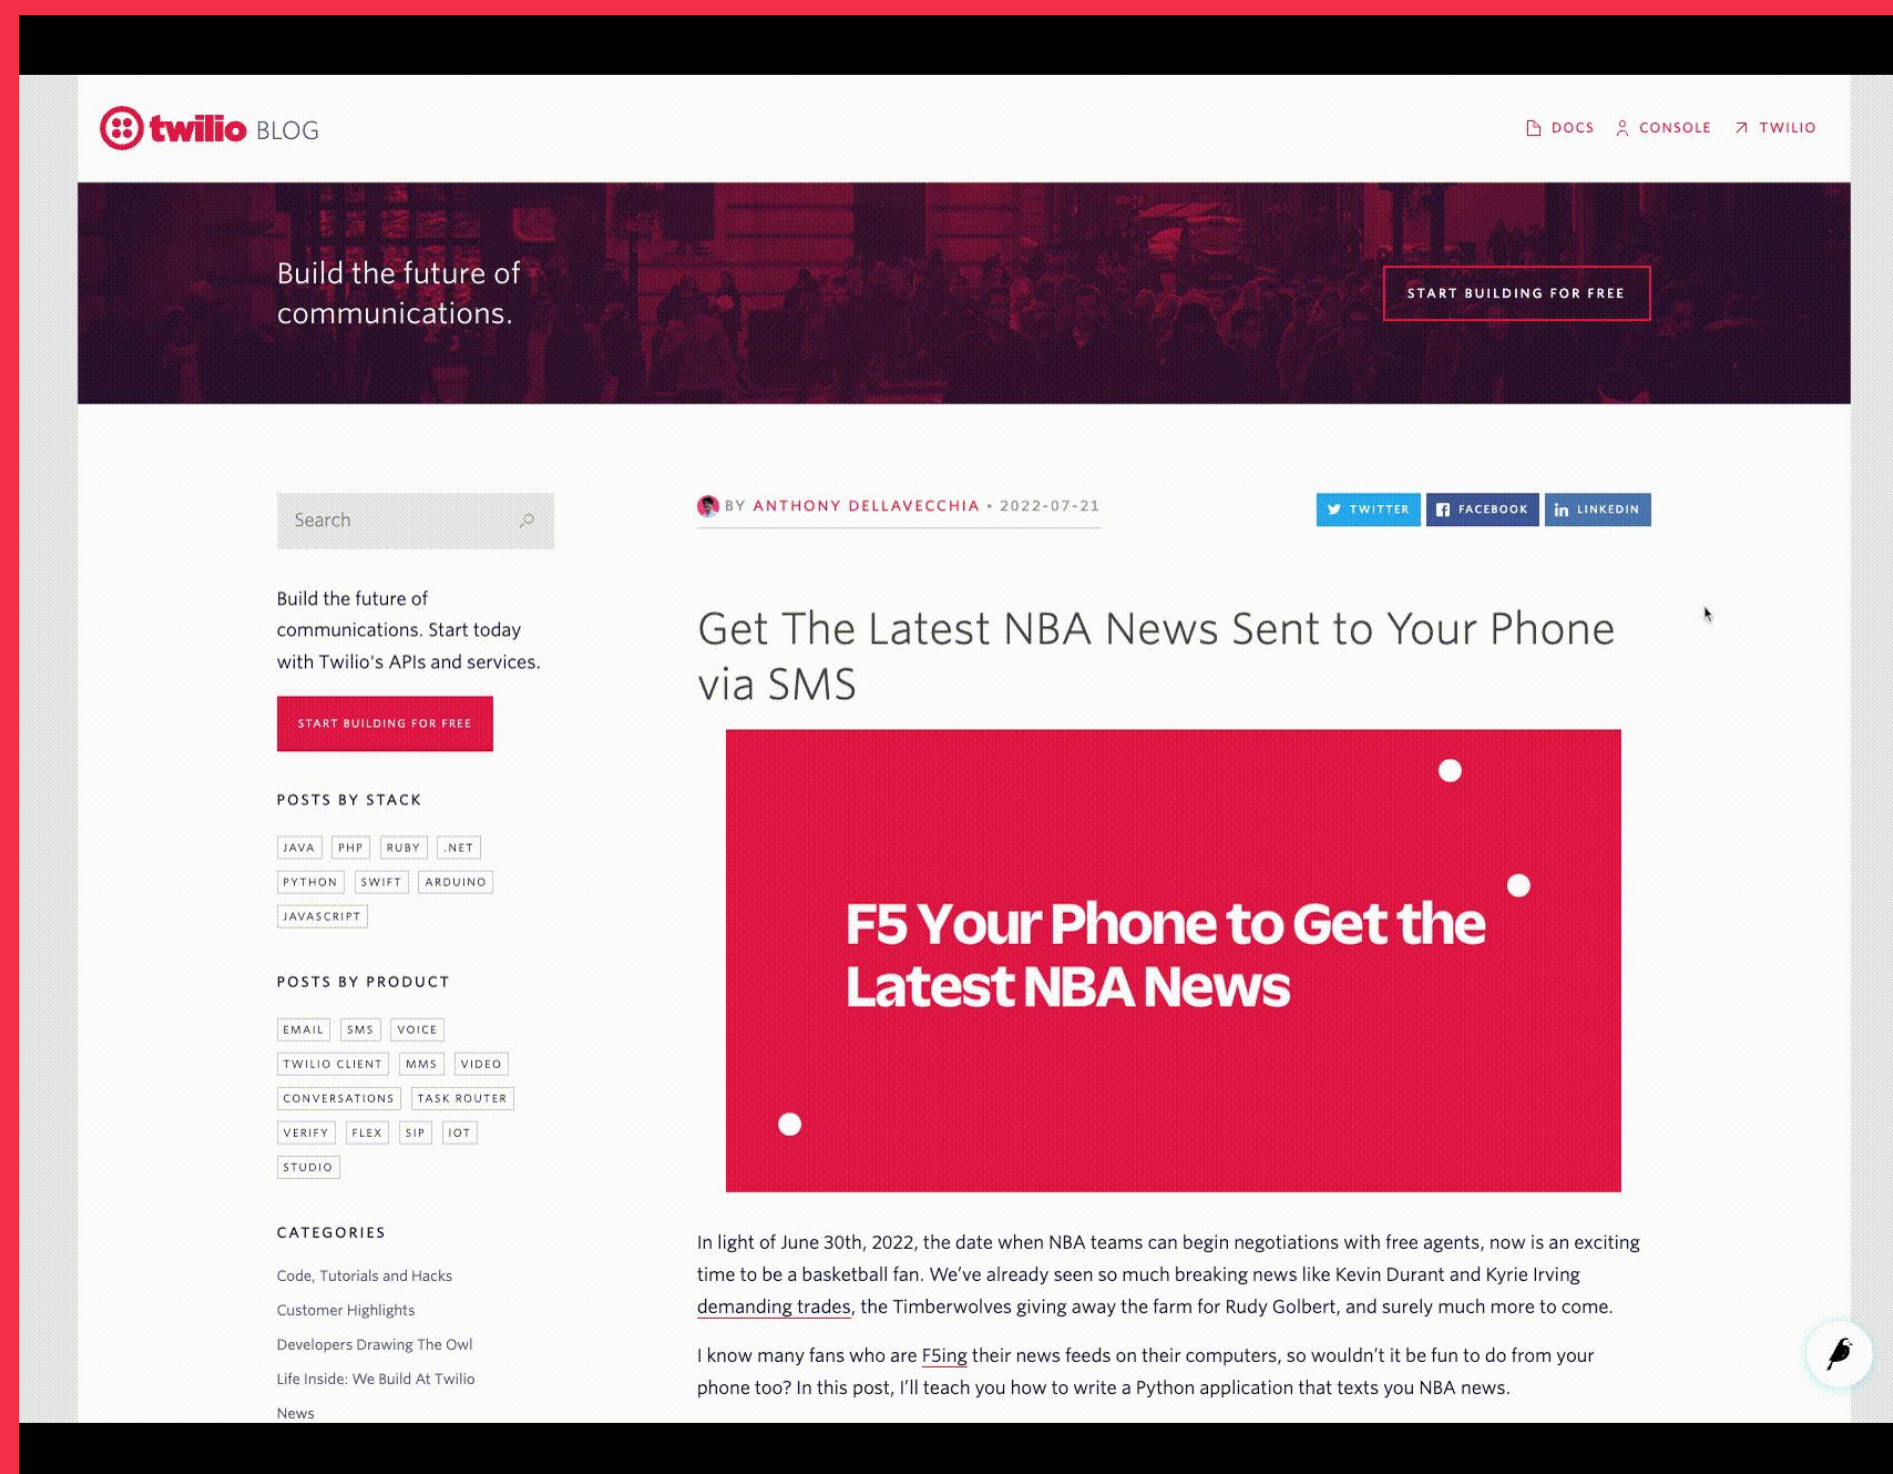 twilio BLOG
DOCS CONSOLE TWILIO
Build the future of
communications.
START BUILDING FOR FREE
Search
Build the future of
communications. Start today
with Twilio's APIs and services.
START BUILDING FOR FREE
POSTS BY STACK
JAVA PHP RUBY .NET
PYTHON SWIFT ARDUINO
JAVASCRIPT
POSTS BY PRODUCT
EMAIL SMS VOICE
TWILIO CLIENT MMS VIDEO
CONVERSATIONS TASK ROUTER
VERIFY FLEX SIP IOT
STUDIO
CATEGORIES
Code, Tutorials and Hacks
Customer Highlights
Developers Drawing The Owl
Life Inside: We Build At Twilio
News
BY ANTHONY DELLAVECCHIA • 2022-07-21
TWITTER FACEBOOK LINKEDIN
Get The Latest NBA News Sent to Your Phone
via SMS
F5 Your Phone to Get the
Latest NBA News
In light of June 30th, 2022, the date when NBA teams can begin negotiations with free agents, now is an exciting
time to be a basketball fan. We've already seen so much breaking news like Kevin Durant and Kyrie Irving
demanding trades, the Timberwolves giving away the farm for Rudy Golbert, and surely much more to come.
I know many fans who are F5ing their news feeds on their computers, so wouldn't it be fun to do from your
phone too? In this post, I'll teach you how to write a Python application that texts you NBA news.